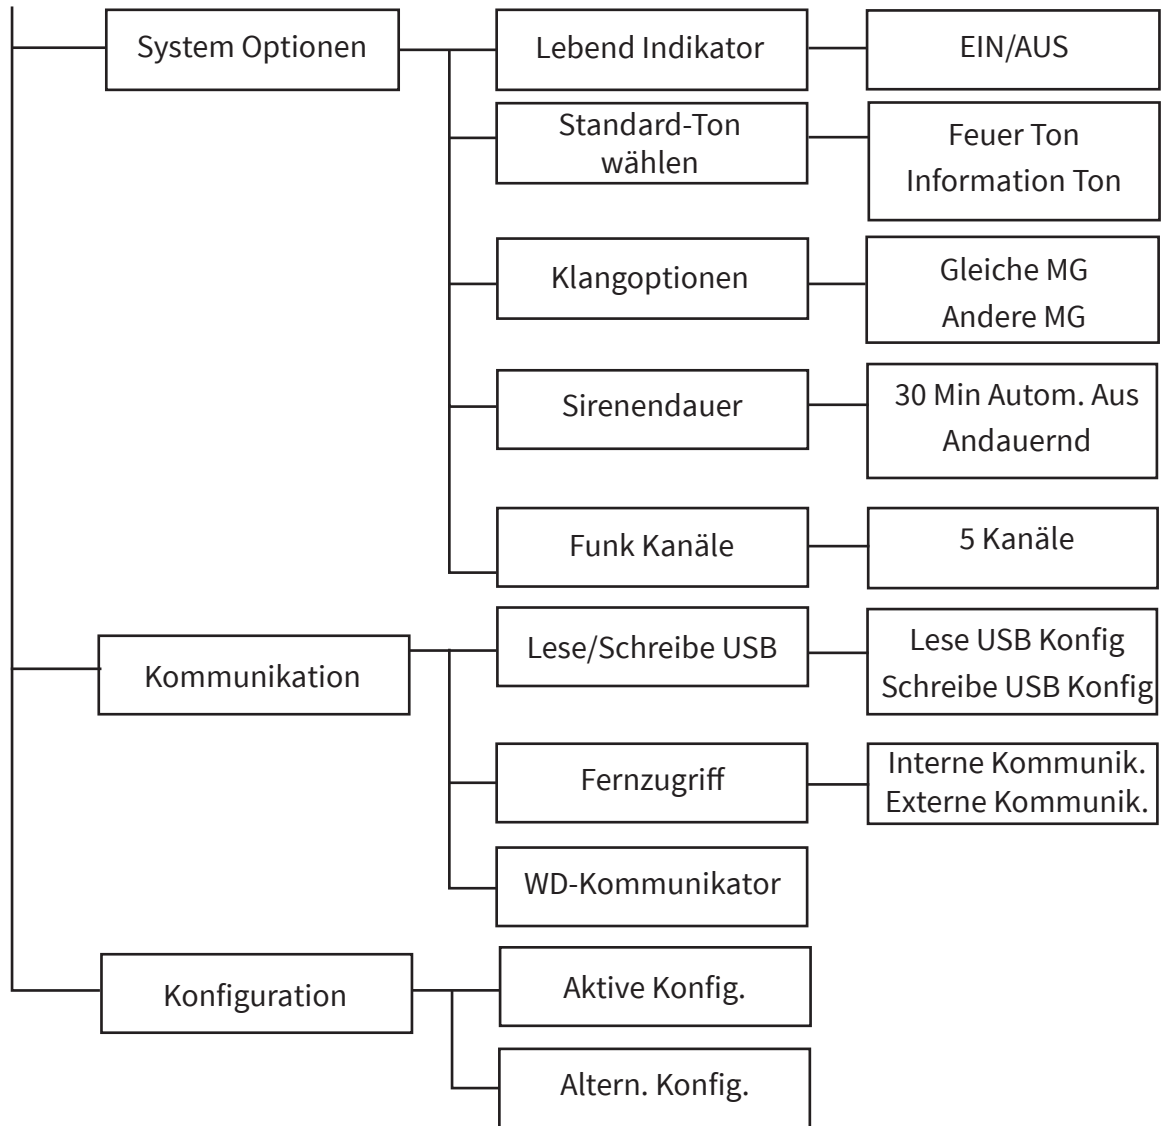 System Optionen
Lebend Indikator
EIN/AUS
Standard-Ton
wählen
Feuer Ton
Information Ton
Klangoptionen
Gleiche MG
Andere MG
Sirenendauer
30 Min Autom. Aus
Andauernd
Funk Kanäle
5 Kanäle
Kommunikation
Lese/Schreibe USB
Lese USB Konfig
Schreibe USB Konfig
Fernzugriff
Interne Kommunik.
Externe Kommunik.
WD-Kommunikator
Konfiguration
Aktive Konfig.
Altern. Konfig.